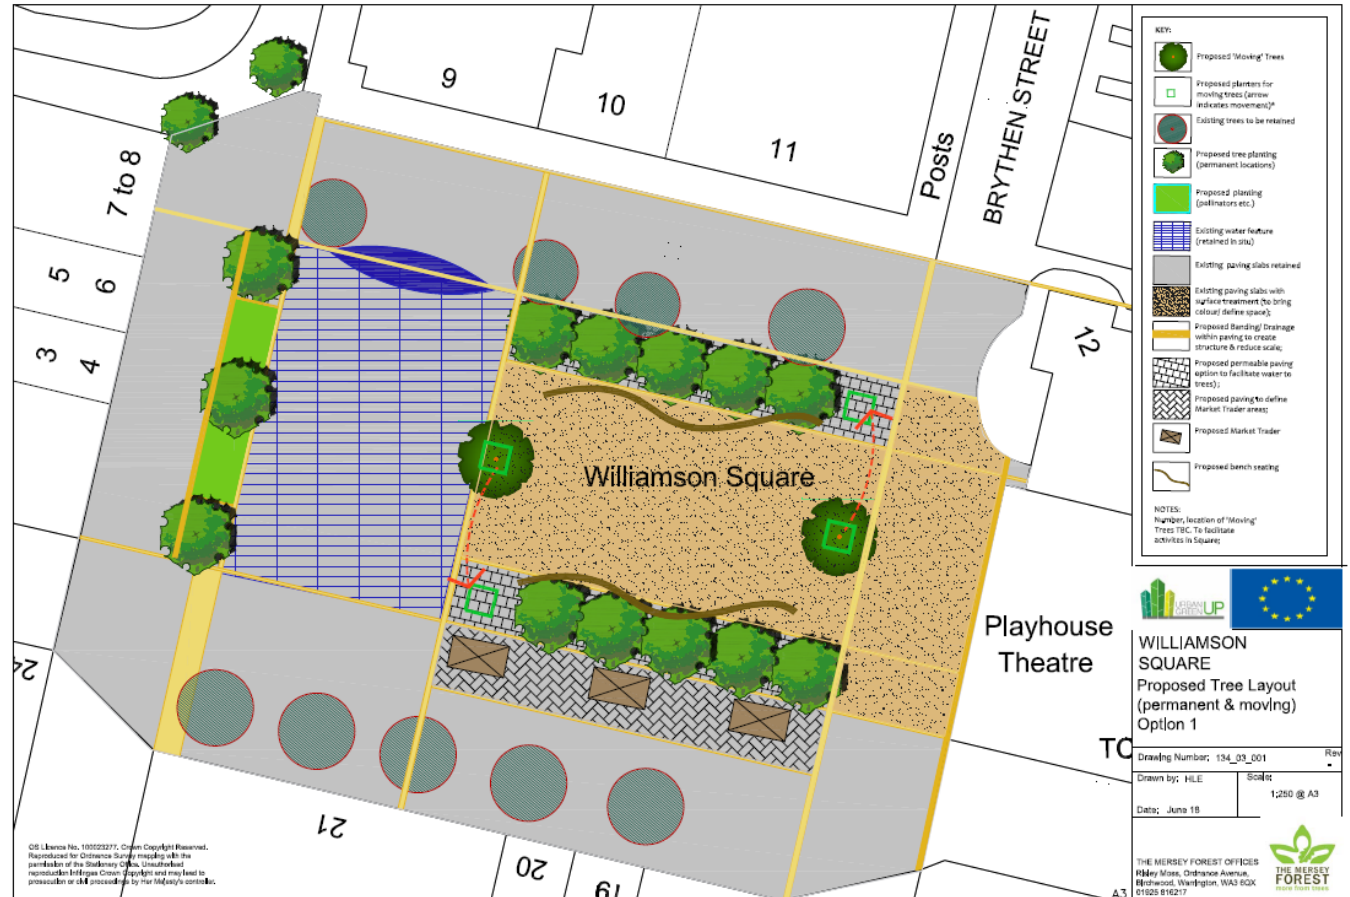 9
10
11
7 to 8
5
6
3
4
Posts
BRYTHEN STREET
12
Williamson Square
Playhouse
Theatre
TC
24
21
20
19
A3
OS Licence No. 100023277. Crown Copyright Reserved.
Reproduced for Ordnance Survey mapping with the
permission of the Stationery Office. Unauthorised
reproduction infringes Crown Copyright and may lead to
prosecution or civil proceedings by Her Majesty's controller.
KEY:
Proposed 'Moving' Trees
Proposed planters for
moving trees (arrow
indicates movement)*
Existing trees to be retained
Proposed tree planting
(permanent locations)
Proposed planting
(pollinators etc.)
Existing water feature
(retained in situ)
Existing paving slabs retained
Existing paving slabs with
surface treatment (to bring
colour/ define space);
Proposed Banding/ Drainage
within paving to create
structure & reduce scale;
Proposed permeable paving
option to facilitate water to
trees);
Proposed paving to define
Market Trader areas;
Proposed Market Trader
Proposed bench seating
NOTES:
Number, location of 'Moving'
Trees TBC. To facilitate
activites in Square;
URBAN
GREEN UP
WILLIAMSON
SQUARE
Proposed Tree Layout
(permanent & moving)
Option 1
Drawing Number: 134_03_001
Rev
-
Drawn by: HLE
Scale:
1:250 @ A3
Date: June 18
THE MERSEY FOREST OFFICES
Risley Moss, Ordnance Avenue,
Birchwood, Warrington, WA3 6QX
01925 816217
THE MERSEY
FOREST
more from trees